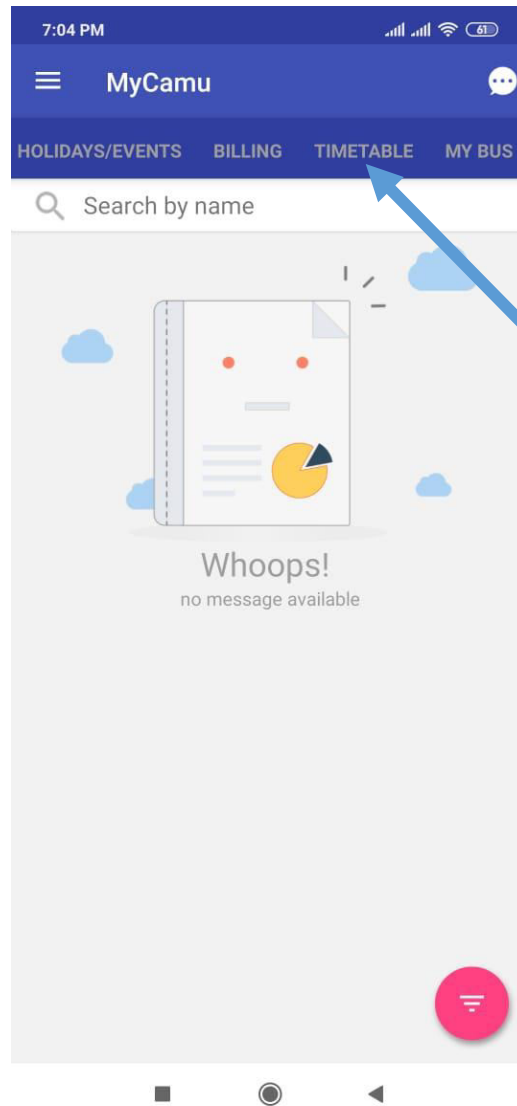 7:04 PM 61
MyCamu
HOLIDAYS/EVENTS BILLING TIMETABLE MY BUS
Search by name
Whoops!
no message available